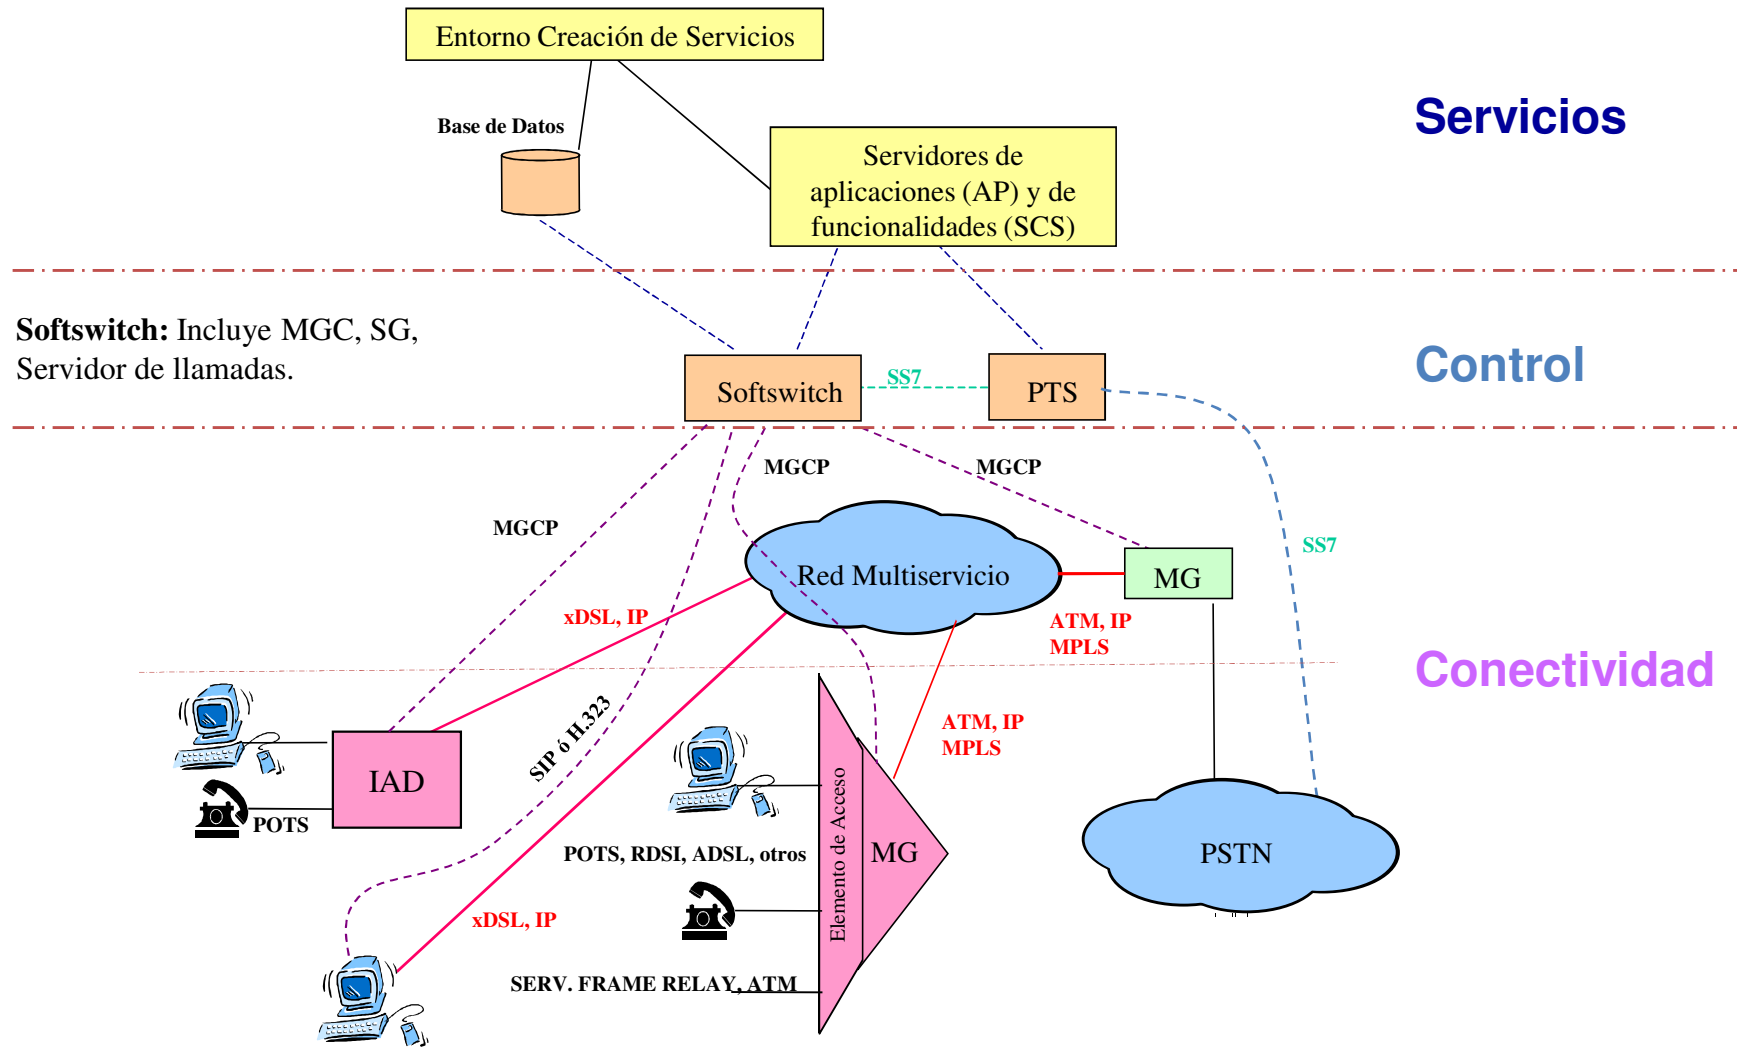 Entorno Creación de Servicios
Servicios
Base de Datos
Servidores de
aplicaciones (AP) y de
funcionalidades (SCS)
Softswitch: Incluye MGC, SG,
Servidor de llamadas.
Control
Softswitch
SS7
PTS
MGCP
MGCP
MGCP
SS7
Red Multiservicio
MG
xDSL, IP
ATM, IP
MPLS
Conectividad
SIP ó H.323
ATM, IP
MPLS
IAD
POTS
Elemento de Acceso
MG
POTS, RDSI, ADSL, otros
PSTN
xDSL, IP
SERV. FRAME RELAY, ATM